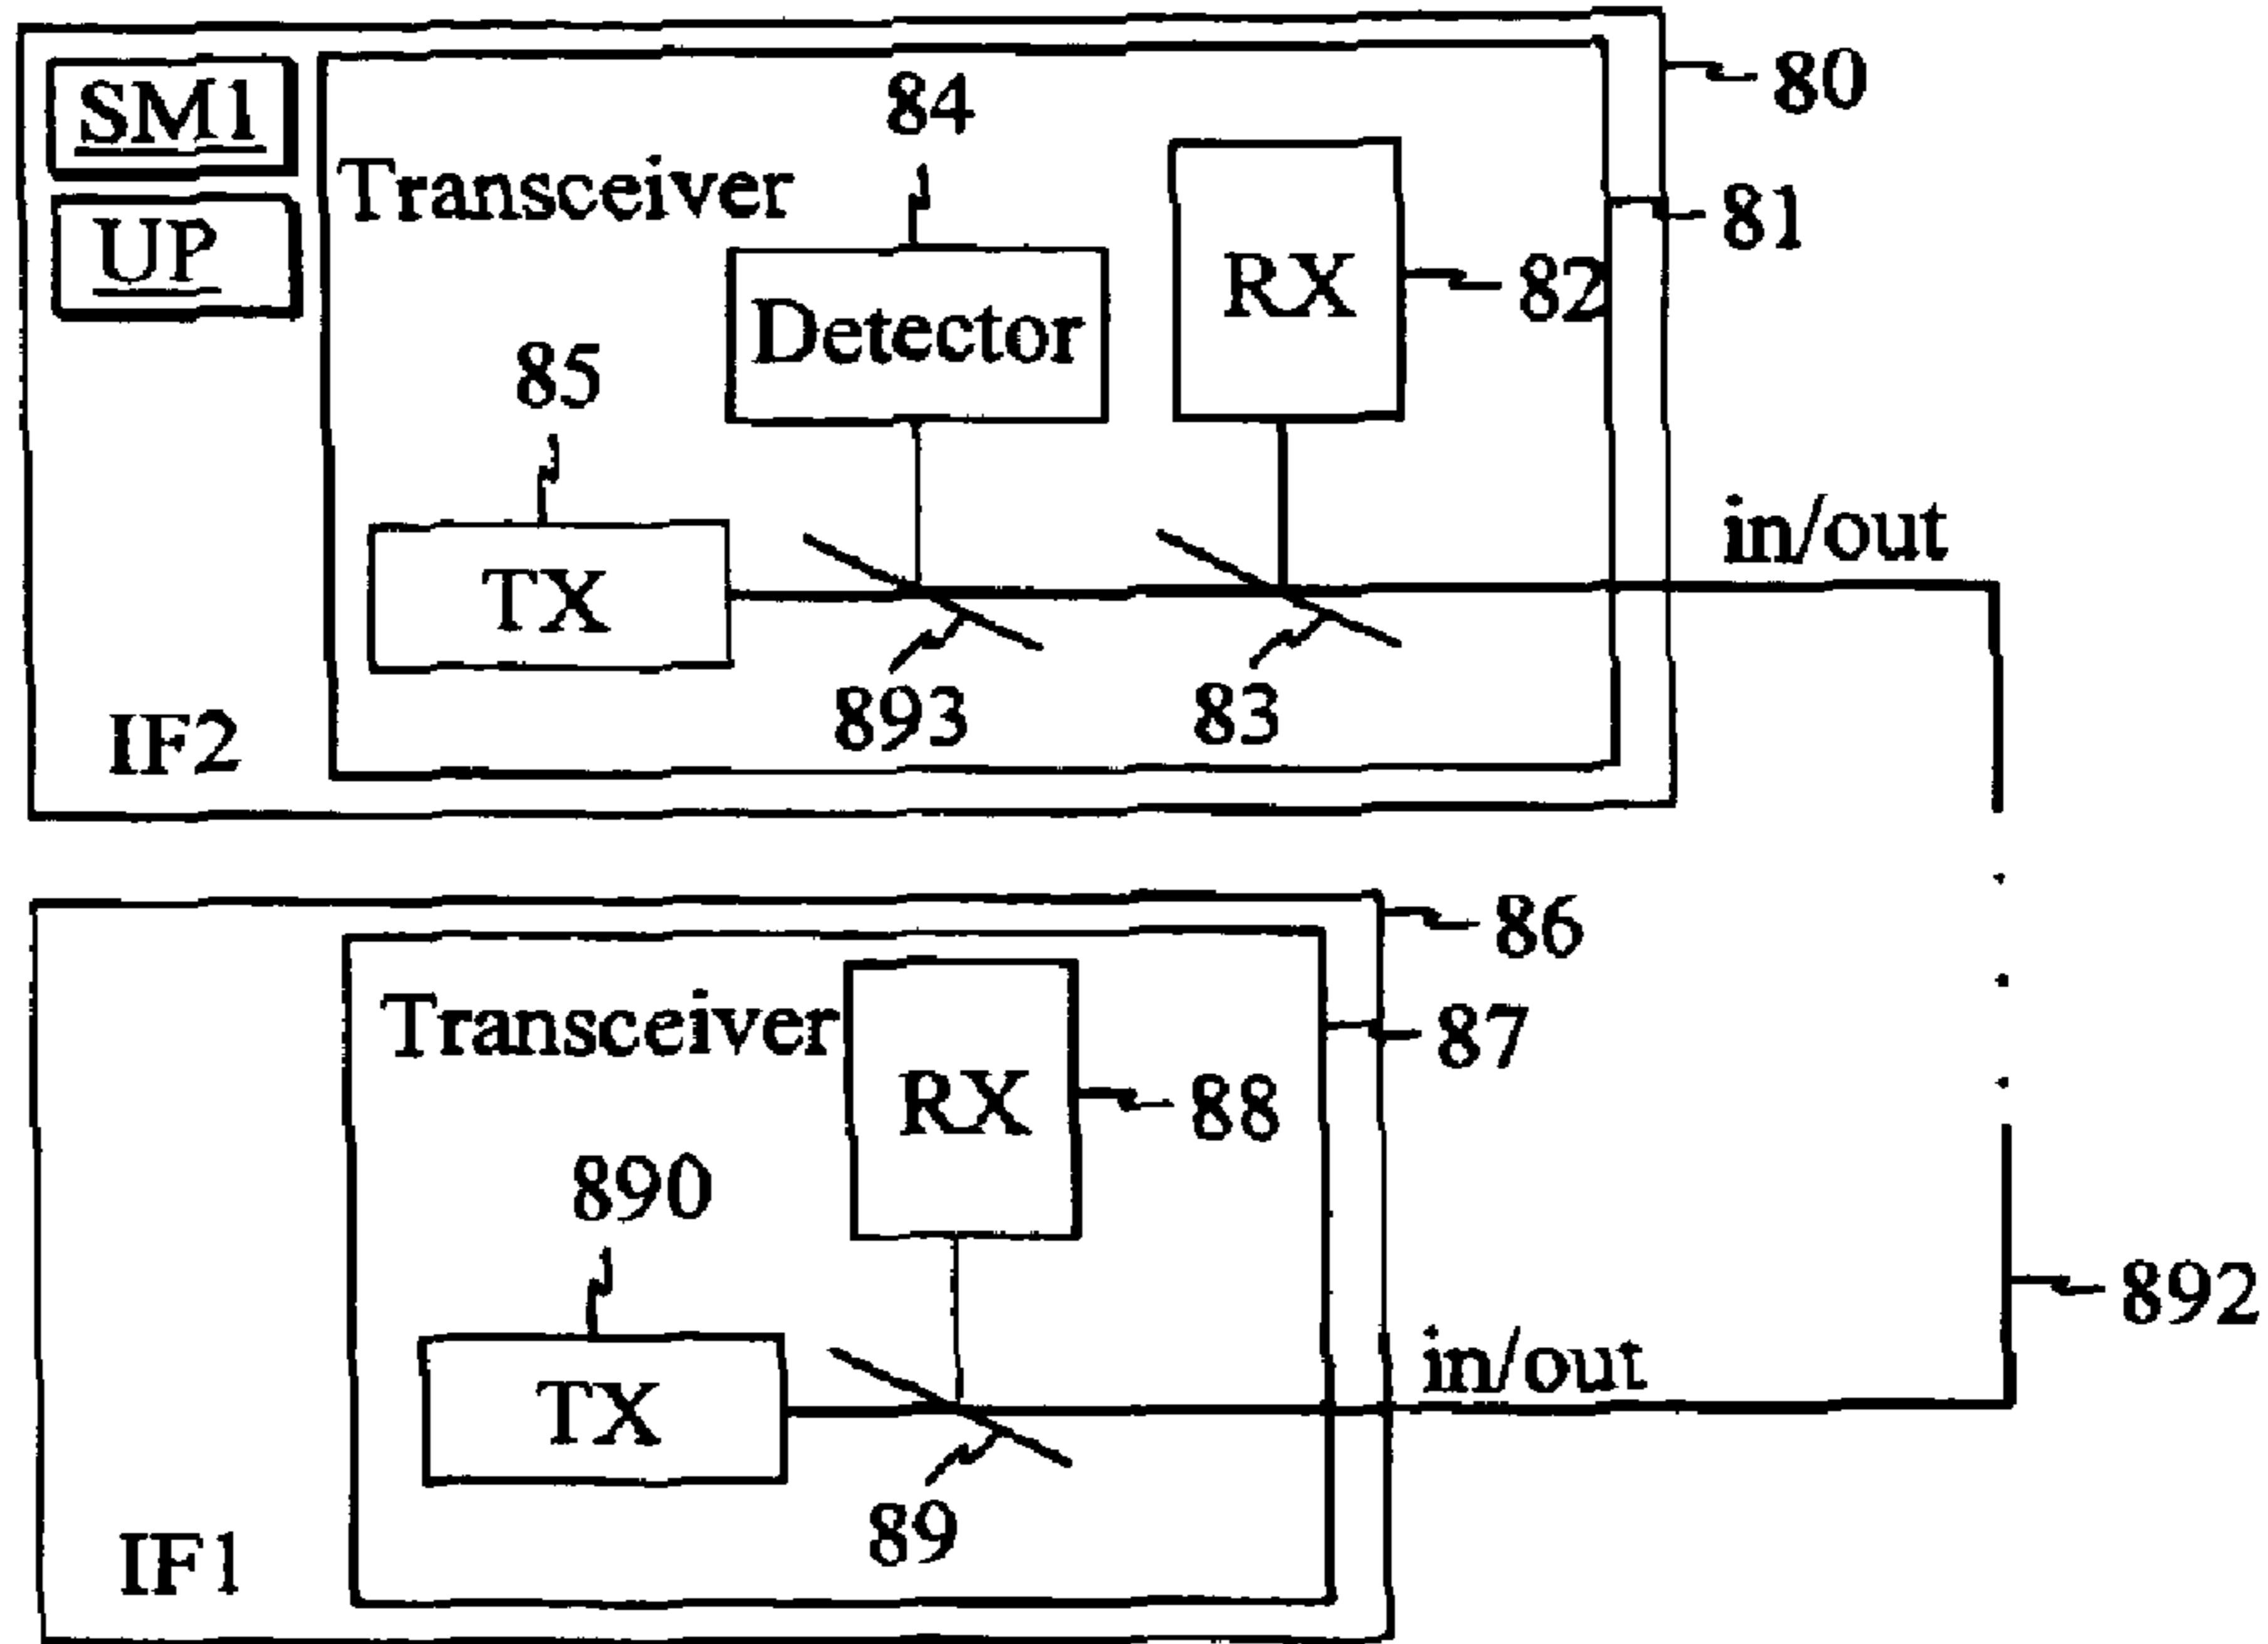 SM1
UP
Transceiver
84
80
81
RX
82
Detector
85
TX
in/out
893
83
IF2
86
Transceiver
87
RX
88
890
892
TX
in/out
89
IF1